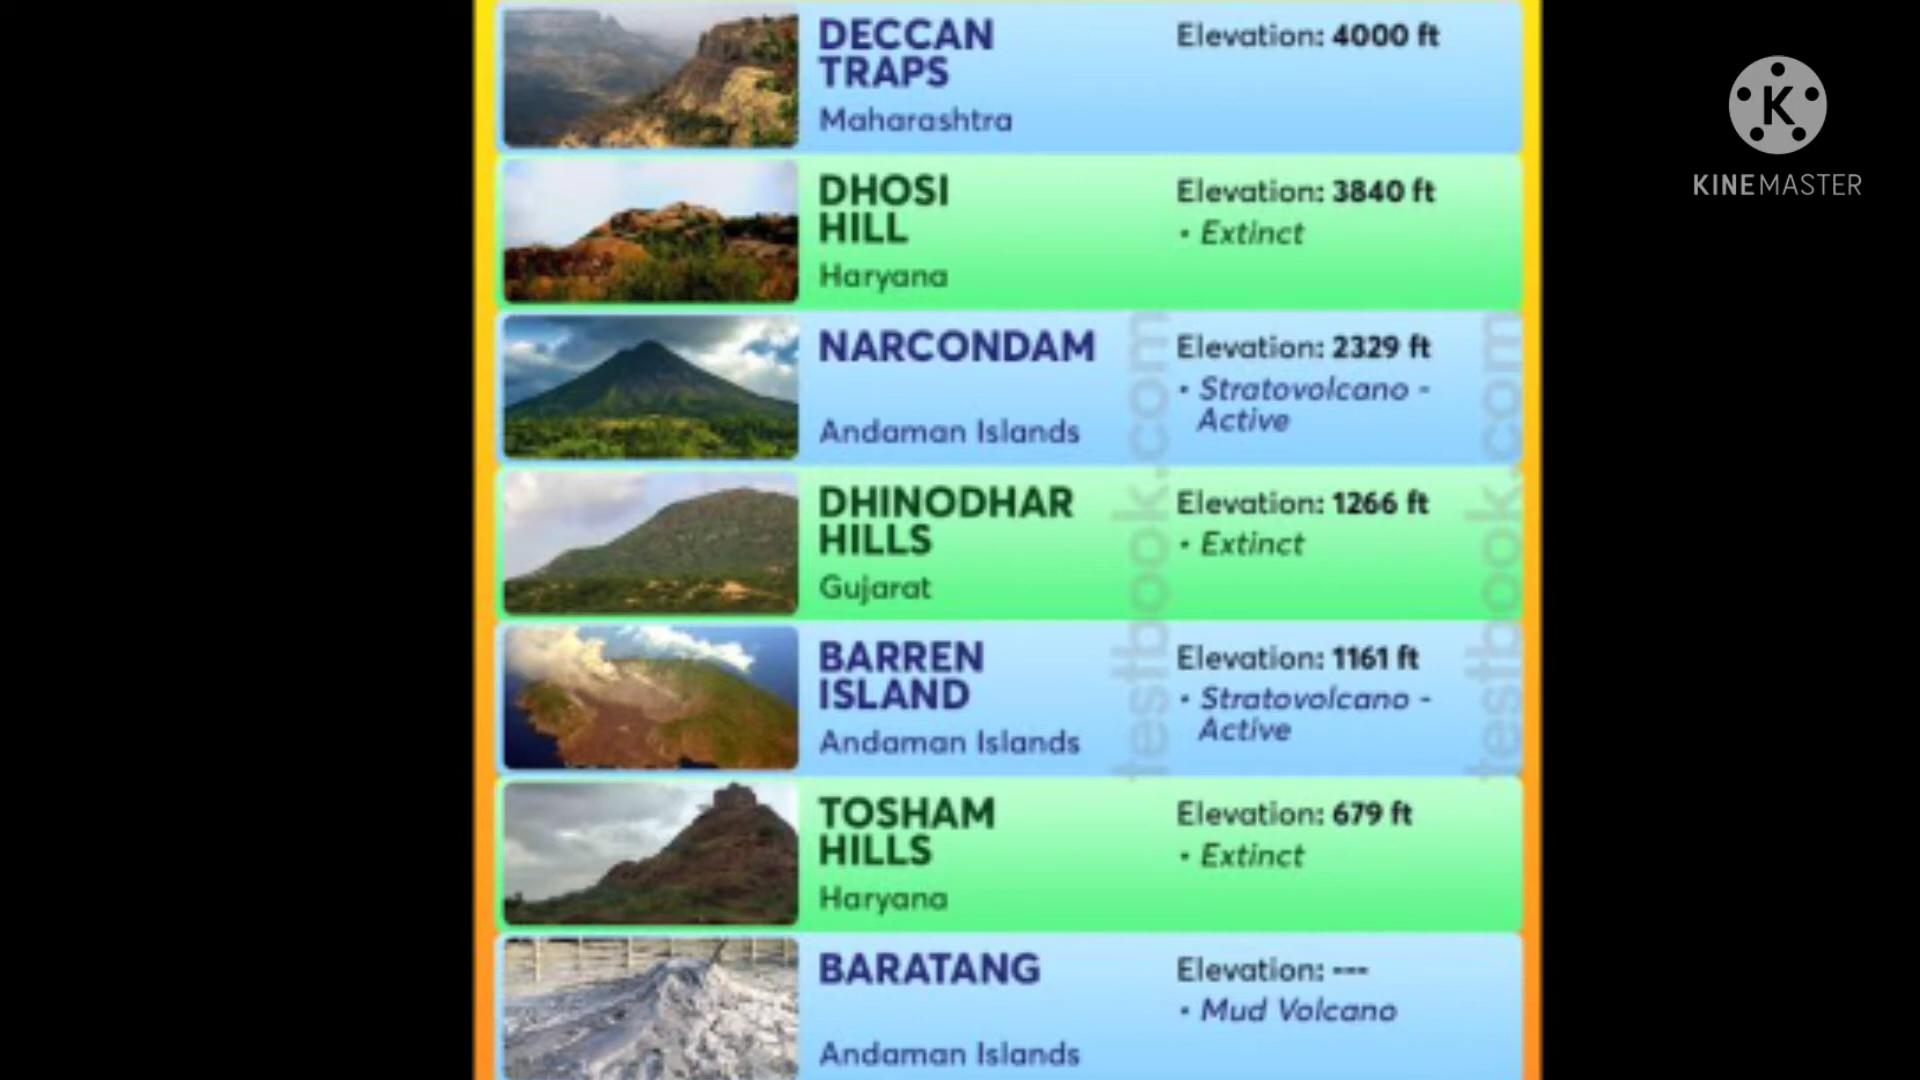 DECCAN
TRAPS
Maharashtra
Elevation: 4000 ft
DHOSI
HILL
Haryana
Elevation: 3840 ft
• Extinct
NARCONDAM
Andaman Islands
Elevation: 2329 ft
• Stratovolcano -
Active
DHINODHAR
HILLS
Gujarat
Elevation: 1266 ft
• Extinct
BARREN
ISLAND
Andaman Islands
Elevation: 1161 ft
• Stratovolcano -
Active
TOSHAM
HILLS
Haryana
Elevation: 679 ft
• Extinct
BARATANG
Andaman Islands
Elevation: ---
• Mud Volcano
testbook.com
testbook.com
K
KINEMASTER